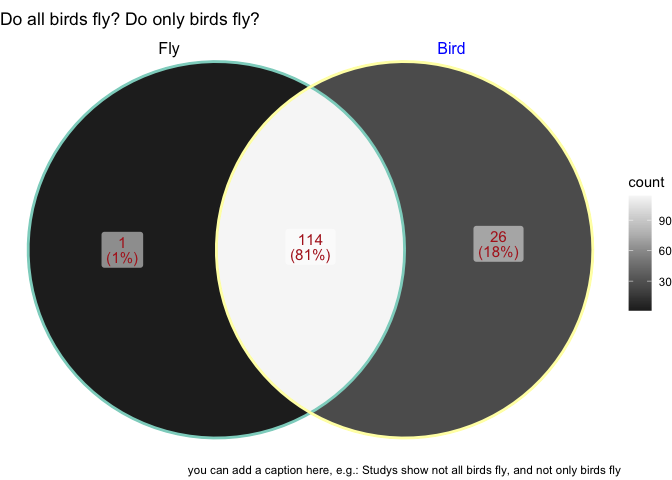 Do all birds fly? Do only birds fly?
Fly
Bird
1
(1%)
114
(81%)
26
(18%)
count
90
60
30
you can add a caption here, e.g.: Studys show not all birds fly, and not only birds fly